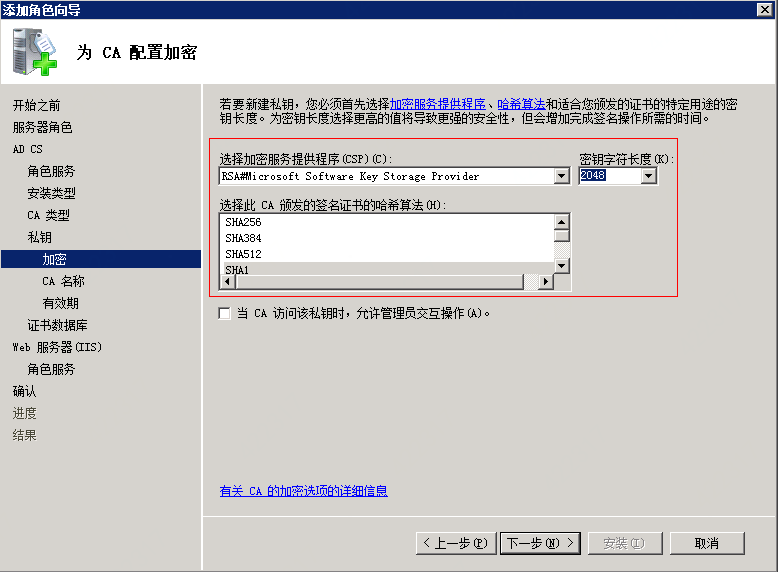 添加角色向导
为 CA 配置加密
开始之前
服务器角色
AD CS
角色服务
安装类型
CA 类型
私钥
加密
CA 名称
有效期
证书数据库
Web 服务器(IIS)
角色服务
确认
进度
结果
若要新建私钥，您必须首先选择加密服务提供程序、哈希算法和适合您颁发的证书的特定用途的密
钥长度。为密钥长度选择更高的值将导致更强的安全性，但会增加完成签名操作所需的时间。
选择加密服务提供程序(CSP)(C):
密钥字符长度(K):
RSA#Microsoft Software Key Storage Provider
2048
选择此 CA 颁发的签名证书的哈希算法(H):
SHA256
SHA384
SHA512
SHA1
当 CA 访问该私钥时，允许管理员交互操作(A)。
有关 CA 的加密选项的详细信息
< 上一步(P)
下一步(N) >
安装(I)
取消